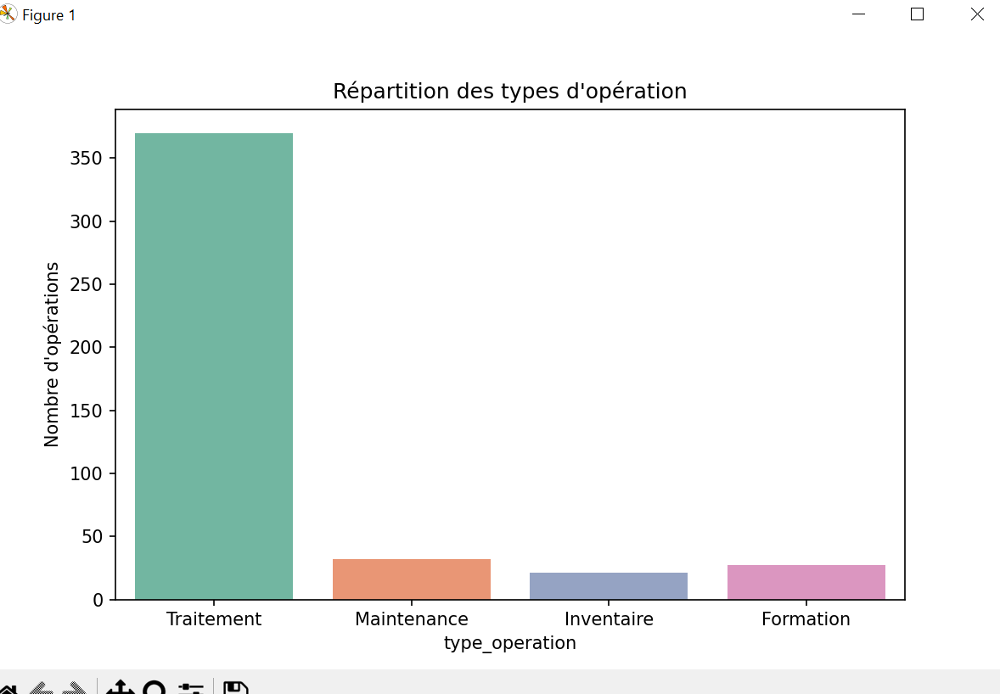 Figure 1
Répartition des types d'opération
Nombre d'opérations
350
300
250
200
150
100
50
0
Traitement Maintenance Inventaire Formation
type_operation